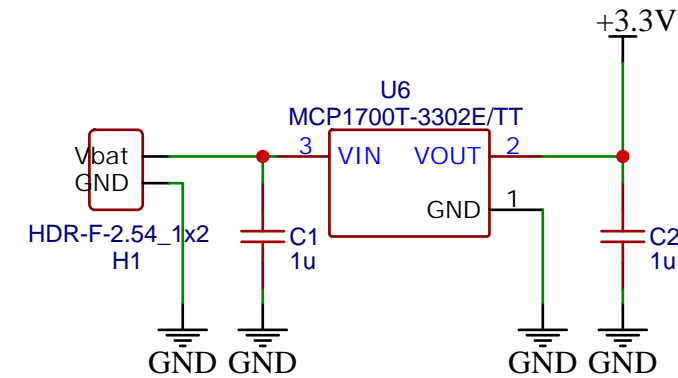 +3.3V
U6
MCP1700T-3302E/TT
Vbat
3
VIN
VOUT
2
GND
GND
1
HDR-F-2.54_1x2
H1
C1
1u
C2
1u
GND
GND
GND
GND